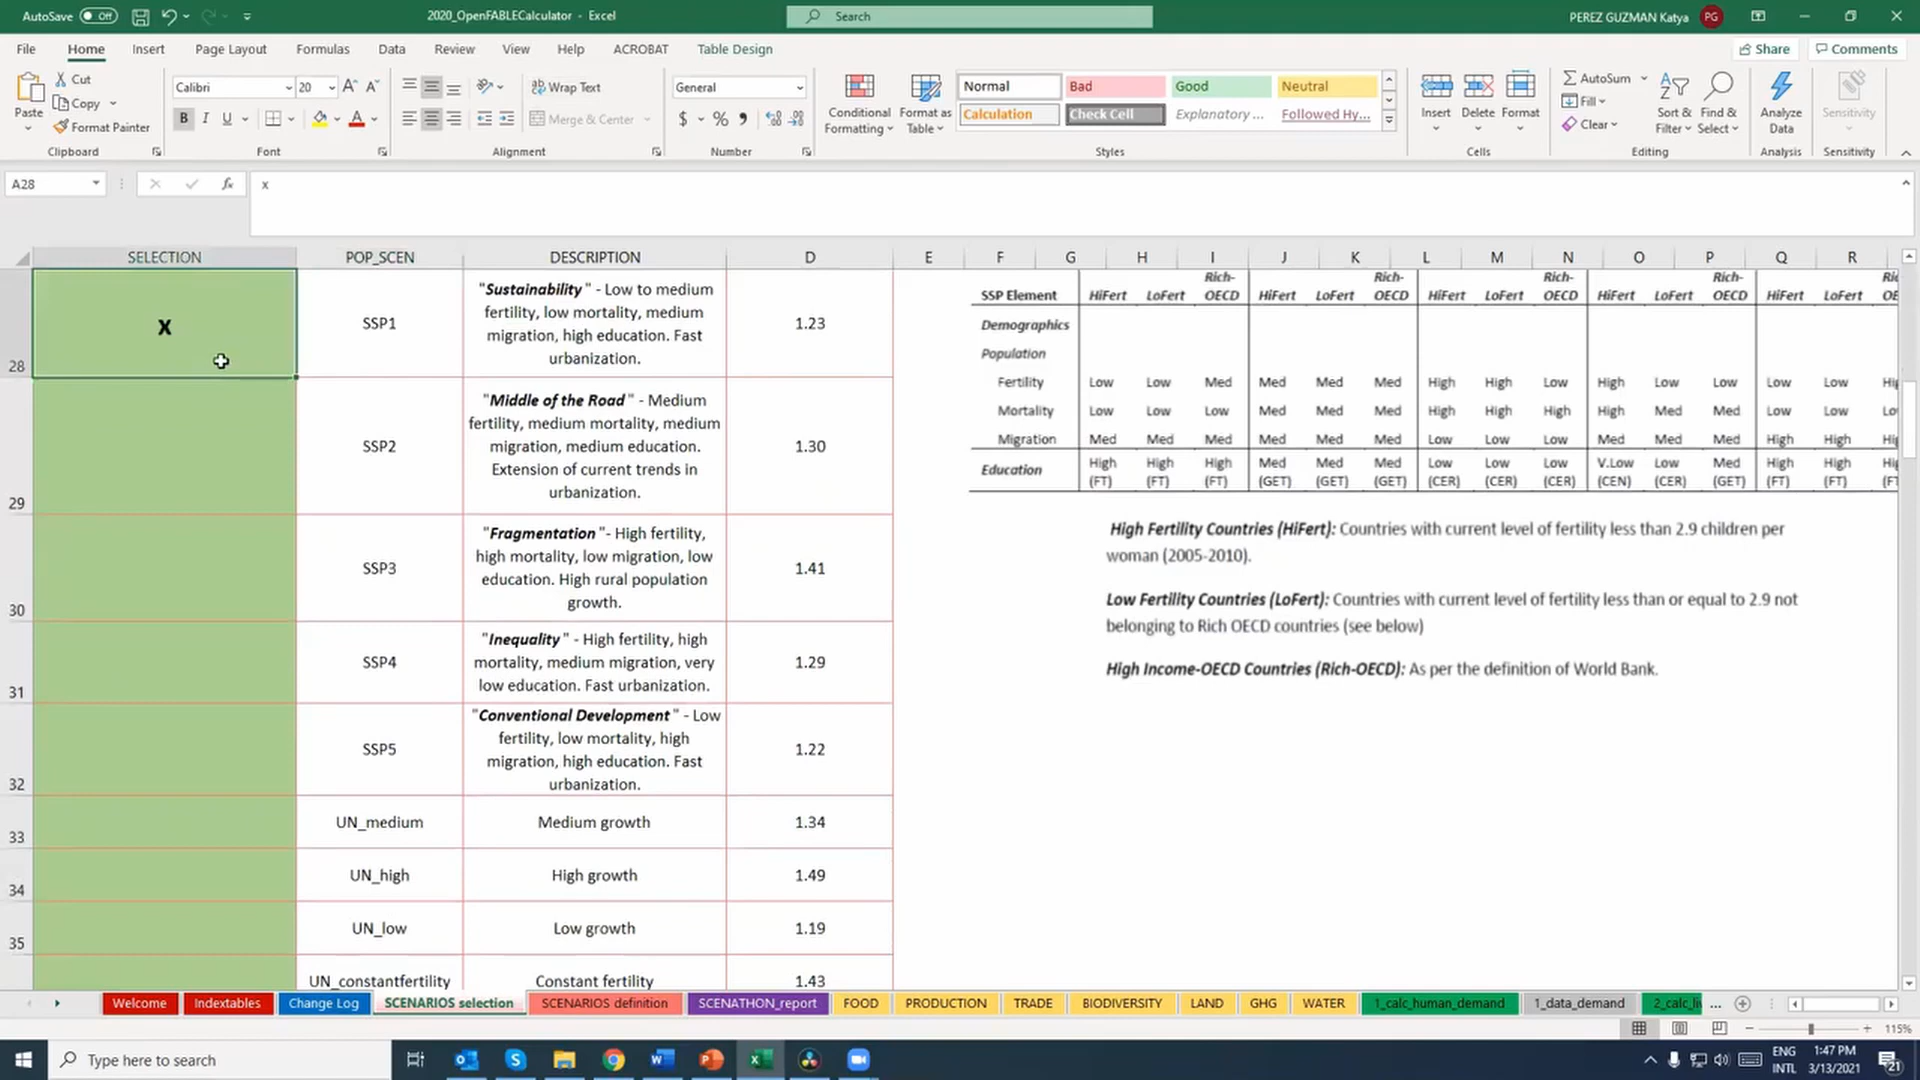 AutoSave Off
2020_OpenFABLECalculator - Excel
Search
PEREZ GUZMAN Katya PG
File Home Insert Page Layout Formulas Data Review View Help ACROBAT Table Design
Share Comments
Paste
Cut
Copy
Format Painter
Clipboard
Calibri 20
B I U
Font
Wrap Text
Merge & Center
Alignment
General
$ %
Number
Conditional Formatting
Format as Table
Normal Bad Good Neutral
Calculation Check Cell Explanatory ... Followed Hy...
Styles
Insert Delete Format
Cells
AutoSum
Fill
Clear
Sort & Filter
Find & Select
Editing
Analyze Data
Analysis
Sensitivity
Sensitivity
A28 fx x
SELECTION POP_SCEN DESCRIPTION D E F G H I J K L M N O P Q R
28 x SSP1 "Sustainability " - Low to medium fertility, low mortality, medium migration, high education. Fast urbanization. 1.23
29 SSP2 "Middle of the Road " - Medium fertility, medium mortality, medium migration, medium education. Extension of current trends in urbanization. 1.30
30 SSP3 "Fragmentation "- High fertility, high mortality, low migration, low education. High rural population growth. 1.41
31 SSP4 "Inequality " - High fertility, high mortality, medium migration, very low education. Fast urbanization. 1.29
32 SSP5 "Conventional Development " - Low fertility, low mortality, high migration, high education. Fast urbanization. 1.22
33 UN_medium Medium growth 1.34
34 UN_high High growth 1.49
35 UN_low Low growth 1.19
UN_constantfertility Constant fertility 1.43
SSP Element HiFert LoFert Rich-OECD HiFert LoFert Rich-OECD HiFert LoFert Rich-OECD HiFert LoFert Rich-OECD HiFert LoFert
Demographics
Population
Fertility Low Low Med Med Med Med High High Low High Low Low Low Low
Mortality Low Low Low Med Med Med High High High High Med Med Low Low
Migration Med Med Med Med Med Med Low Low Low Med Med Med High High
Education High (FT) High (FT) High (FT) Med (GET) Med (GET) Med (GET) Low (CER) Low (CER) Low (CER) V.Low (CEN) Low (CER) Med (GET) High (FT) High (FT)
High Fertility Countries (HiFert): Countries with current level of fertility less than 2.9 children per
woman (2005-2010).
Low Fertility Countries (LoFert): Countries with current level of fertility less than or equal to 2.9 not
belonging to Rich OECD countries (see below)
High Income-OECD Countries (Rich-OECD): As per the definition of World Bank.
Welcome Indextables Change Log SCENARIOS selection SCENARIOS definition SCENATHON_report FOOD PRODUCTION TRADE BIODIVERSITY LAND GHG WATER 1_calc_human_demand 1_data_demand 2_calc_li ...
115%
Type here to search
ENG
INTL
1:47 PM
3/13/2021
21